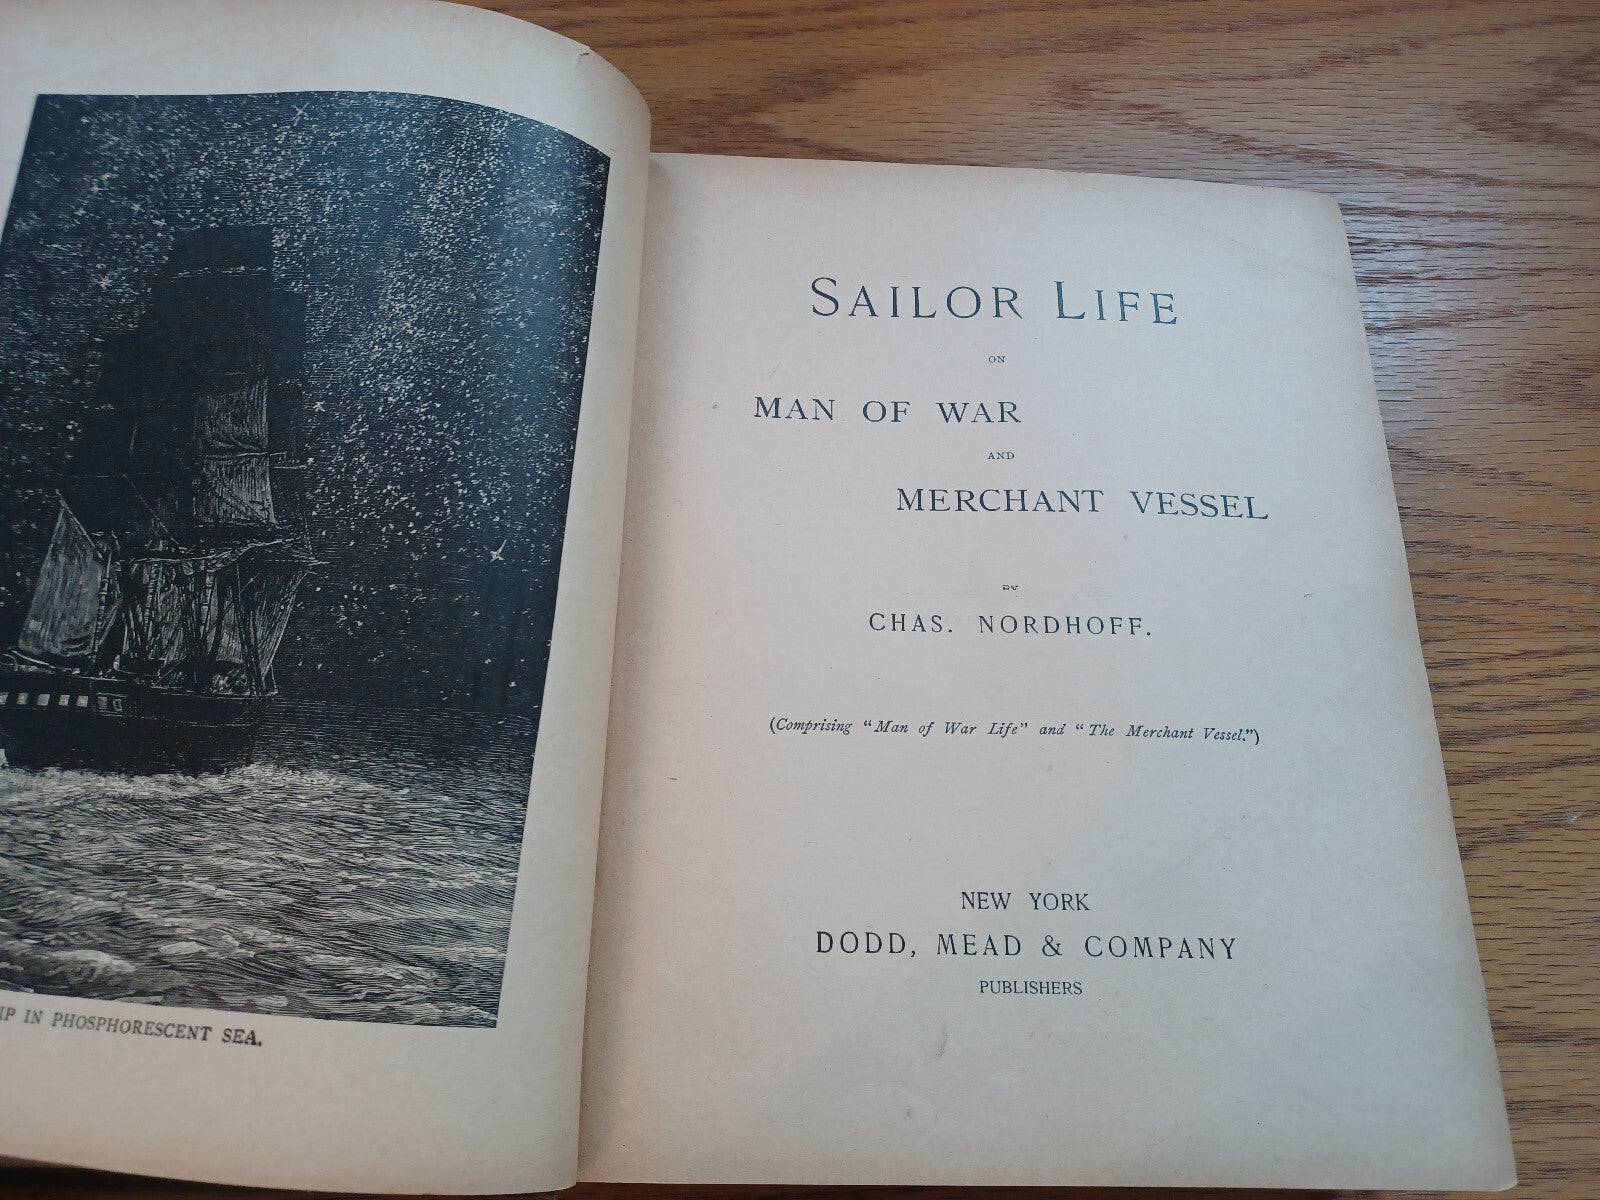 IP IN PHOSPHORESCENT SEA.
SAILOR LIFE
ON
MAN OF WAR
AND
MERCHANT VESSEL
BY
CHAS. NORDHOFF.
(Comprising "Man of War Life" and "The Merchant Vessel.")
NEW YORK
DODD, MEAD & COMPANY
PUBLISHERS